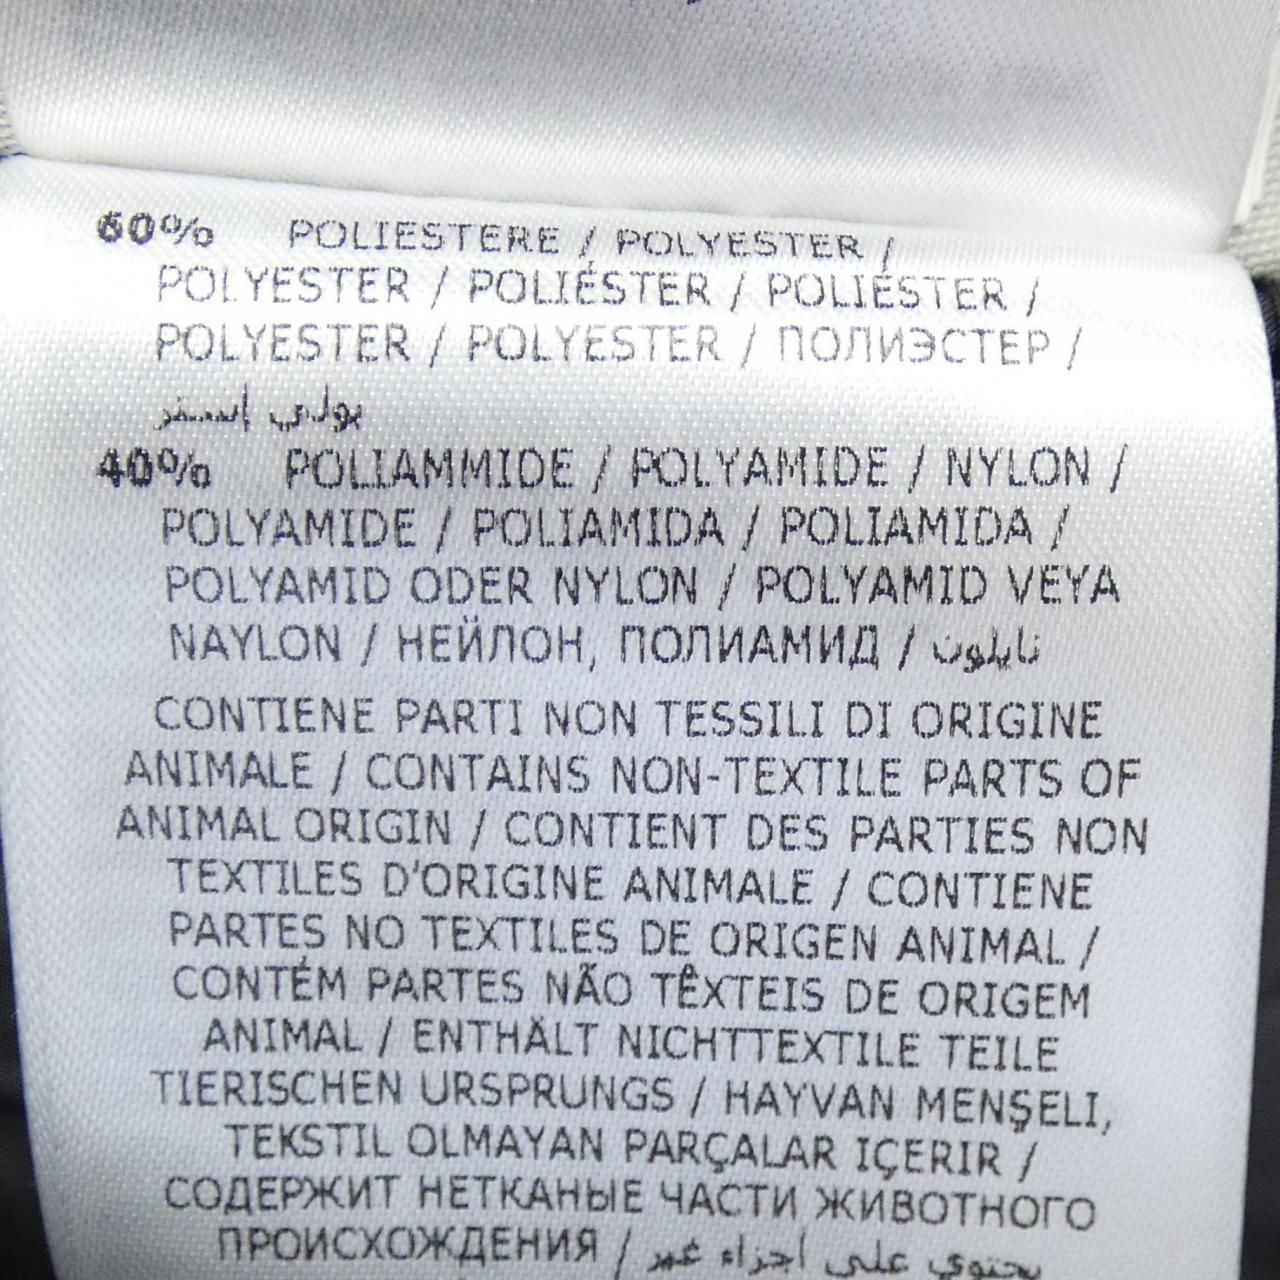 60% POLIESTERE / POLYESTER /
POLYESTER / POLIÉSTER / POLIÉSTER /
POLYESTER / POLYESTER / ПОЛИЭСТЕР /
بولي إستر
40% POLIAMMIDE / POLYAMIDE / NYLON /
POLYAMIDE / POLIAMIDA / POLIAMIDA /
POLYAMID ODER NYLON / POLYAMID VEYA
NAYLON / НЕЙЛОН, ПОЛИАМИД / نايلون
CONTIENE PARTI NON TESSILI DI ORIGINE
ANIMALE / CONTAINS NON-TEXTILE PARTS OF
ANIMAL ORIGIN / CONTIENT DES PARTIES NON
TEXTILES D'ORIGINE ANIMALE / CONTIENE
PARTES NO TEXTILES DE ORIGEN ANIMAL /
CONTÉM PARTES NÃO TÊXTEIS DE ORIGEM
ANIMAL / ENTHÄLT NICHTTEXTILE TEILE
TIERISCHEN URSPRUNGS / HAYVAN MENŞELI,
TEKSTIL OLMAYAN PARÇALAR IÇERIR /
СОДЕРЖИТ НЕТКАНЫЕ ЧАСТИ ЖИВОТНОГО
ПРОИСХОЖДЕНИЯ / يحتوي على أجزاء غير